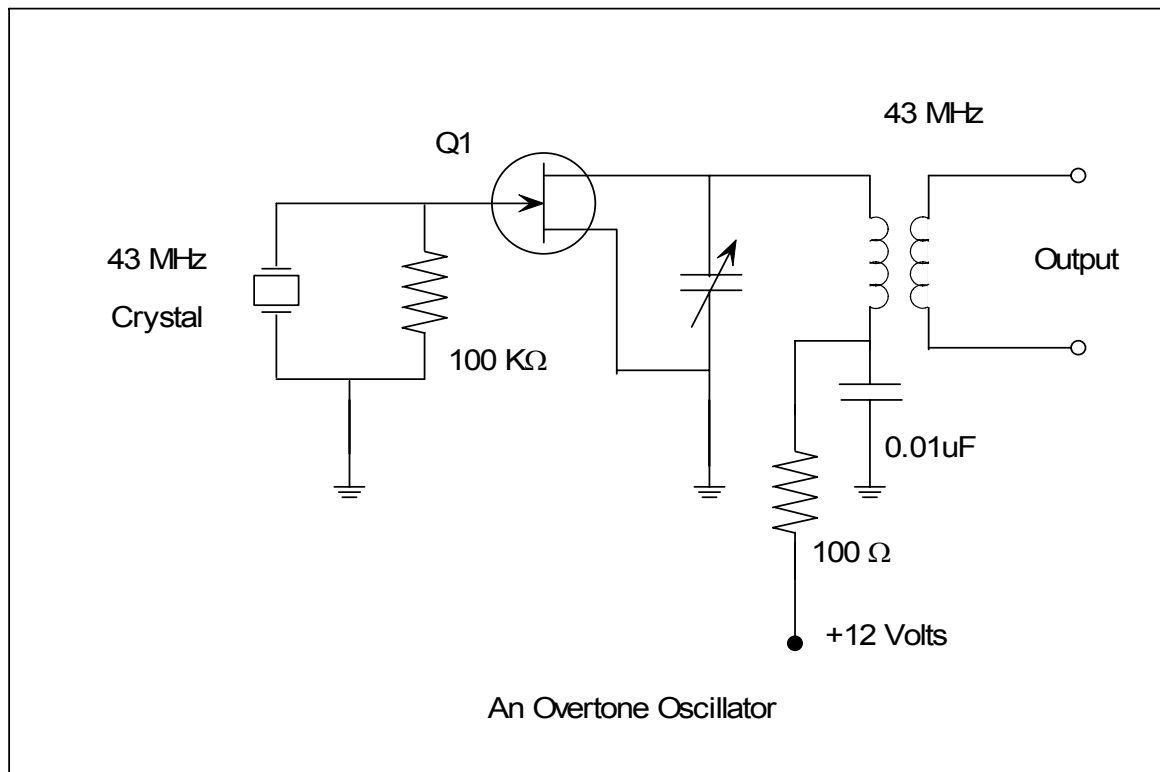 43 MHz
Q1
43 MHz
Crystal
Output
100 KΩ
0.01uF
100 Ω
+12 Volts
An Overtone Oscillator